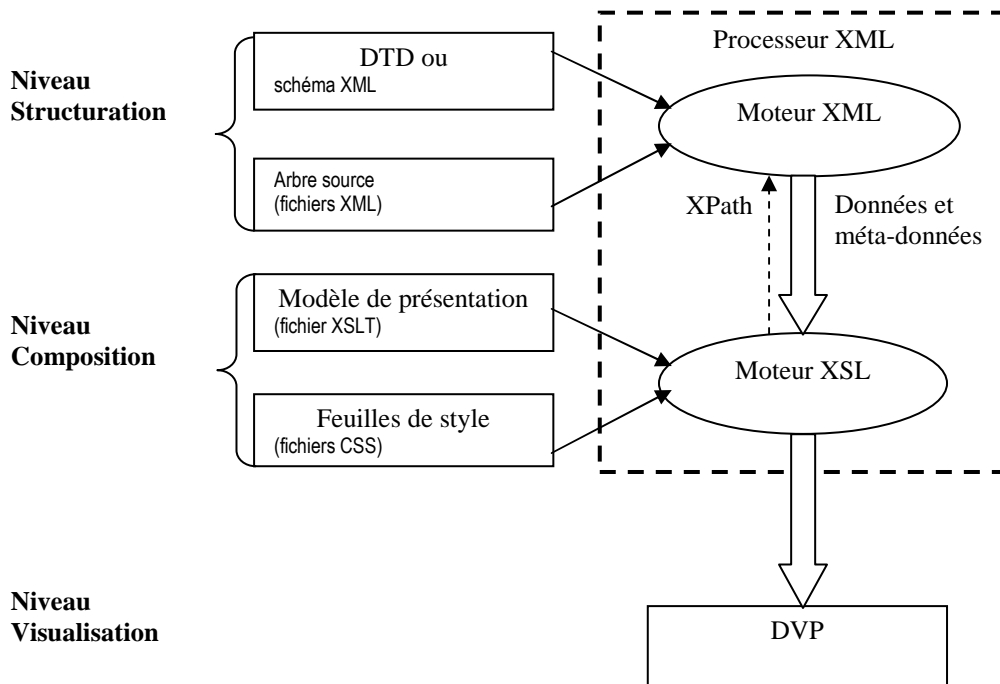 Processeur XML
Niveau
Structuration
DTD ou
schéma XML
Moteur XML
Arbre source
(fichiers XML)
XPath
Données et
méta-données
Niveau
Composition
Modèle de présentation
(fichier XSLT)
Moteur XSL
Feuilles de style
(fichiers CSS)
Niveau
Visualisation
DVP